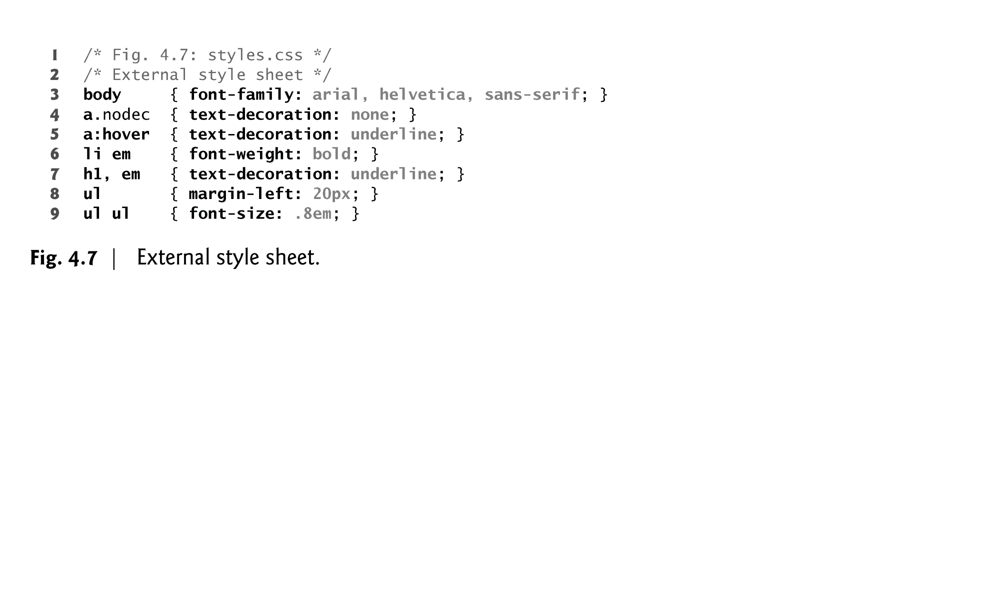 1 /* Fig. 4.7: styles.css */
2 /* External style sheet */
3 body { font-family: arial, helvetica, sans-serif; }
4 a.nodec { text-decoration: none; }
5 a:hover { text-decoration: underline; }
6 li em { font-weight: bold; }
7 h1, em { text-decoration: underline; }
8 ul { margin-left: 20px; }
9 ul ul { font-size: .8em; }
Fig. 4.7 | External style sheet.